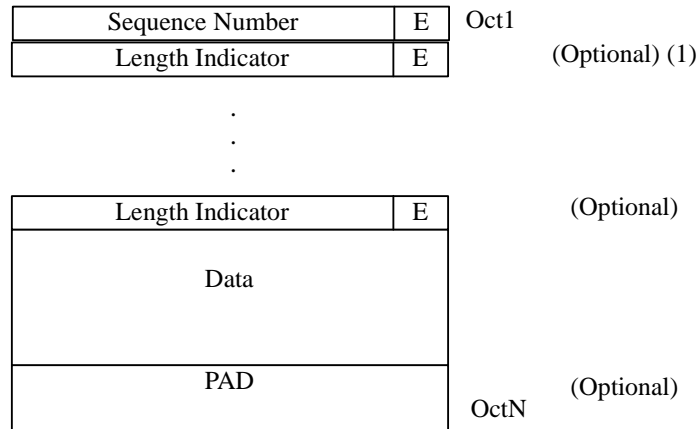 Sequence Number E Oct1
Length Indicator E (Optional) (1)
.
.
.
Length Indicator E (Optional)
Data
PAD (Optional)
OctN